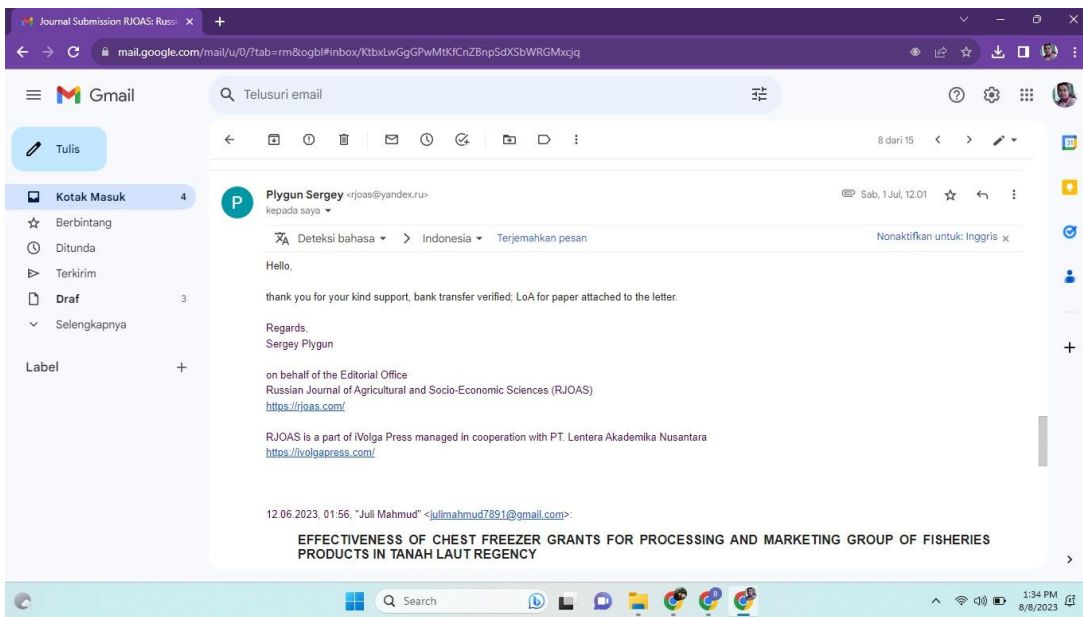 Journal Submission RJOAS: Russi
mail.google.com/mail/u/0/?tab=rm&ogbl#inbox/KtbxLwGgGPwMtKfCnZBnpSdXSbWRGMxcjq
Gmail
Telusuri email
Tulis
8 dari 15
Kotak Masuk 4
Berbintang
Ditunda
Terkirim
Draf 3
Selengkapnya
Label
P
Plygun Sergey <rjoas@yandex.ru>
Sab, 1 Jul, 12.01
kepada saya
Deteksi bahasa > Indonesia Terjemahkan pesan
Nonaktifkan untuk: Inggris x
Hello,
thank you for your kind support, bank transfer verified; LoA for paper attached to the letter.
Regards,
Sergey Plygun
on behalf of the Editorial Office
Russian Journal of Agricultural and Socio-Economic Sciences (RJOAS)
https://rjoas.com/
RJOAS is a part of iVolga Press managed in cooperation with PT. Lentera Akademika Nusantara
https://ivolgapress.com/
12.06.2023, 01:56, "Juli Mahmud" <julimahmud7891@gmail.com>:
EFFECTIVENESS OF CHEST FREEZER GRANTS FOR PROCESSING AND MARKETING GROUP OF FISHERIES
PRODUCTS IN TANAH LAUT REGENCY
31
Search
1:34 PM
8/8/2023